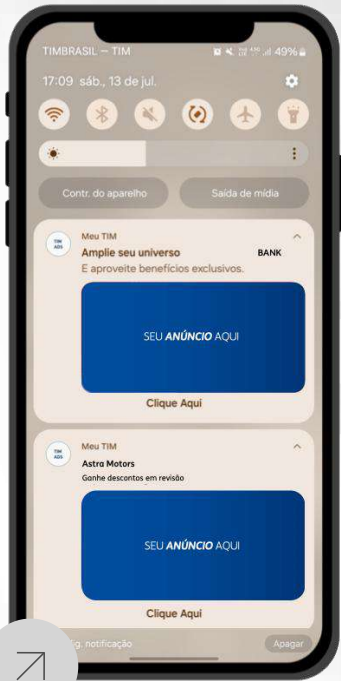 TIMBRASIL — TIM 49%
17:09 sáb., 13 de jul.
Contr. do aparelho Saída de mídia
TIM
ADS
Meu TIM
Amplie seu universo BANK
E aproveite benefícios exclusivos.
SEU ANÚNCIO AQUI
Clique Aqui
TIM
ADS
Meu TIM
Astra Motors
Ganhe descontos em revisão
SEU ANÚNCIO AQUI
Clique Aqui
notificação Apagar